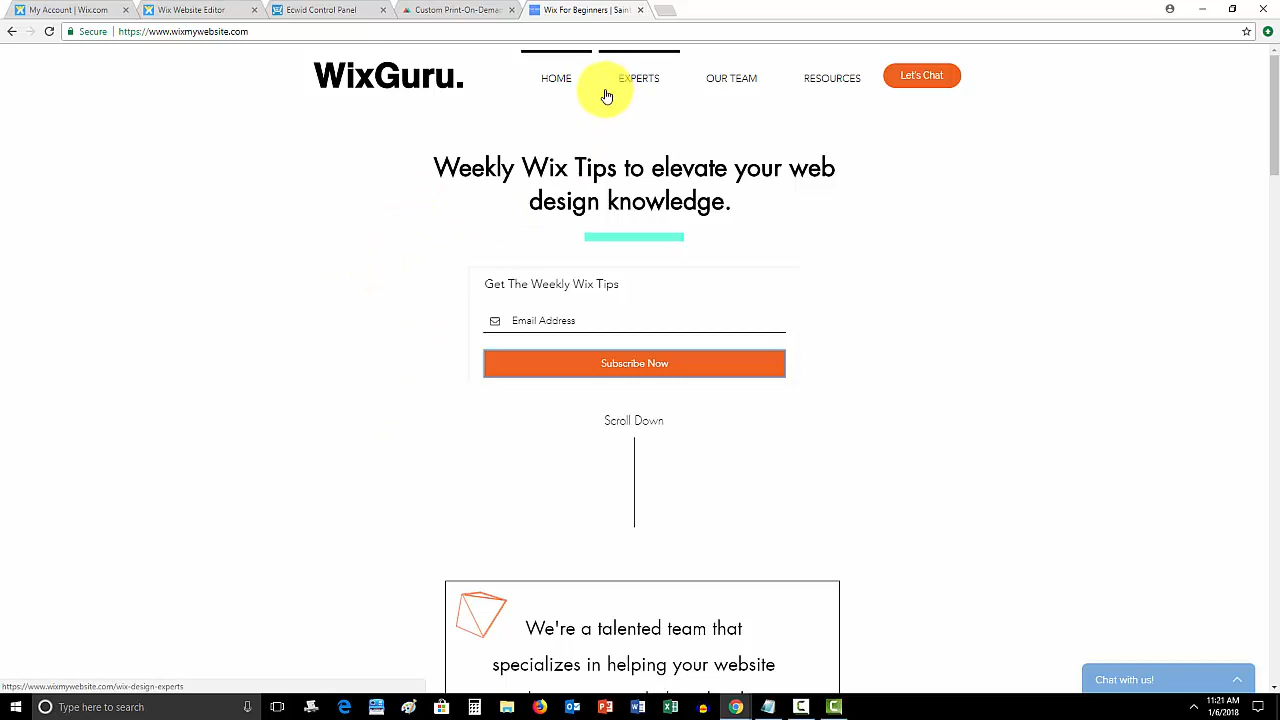 My Account | Wix.com
Wix Website Editor
Ecwid Control Panel
Custom Print-On-Deman
Wix For Beginners | Saint
Secure
https://www.wixmywebsite.com
WixGuru.
HOME
EXPERTS
OUR TEAM
RESOURCES
Let's Chat
Weekly Wix Tips to elevate your web
design knowledge.
Get The Weekly Wix Tips
Email Address
Subscribe Now
Scroll Down
We're a talented team that
specializes in helping your website
Chat with us!
https://www.wixmywebsite.com/wix-design-experts
Type here to search
11:21 AM
1/6/2018